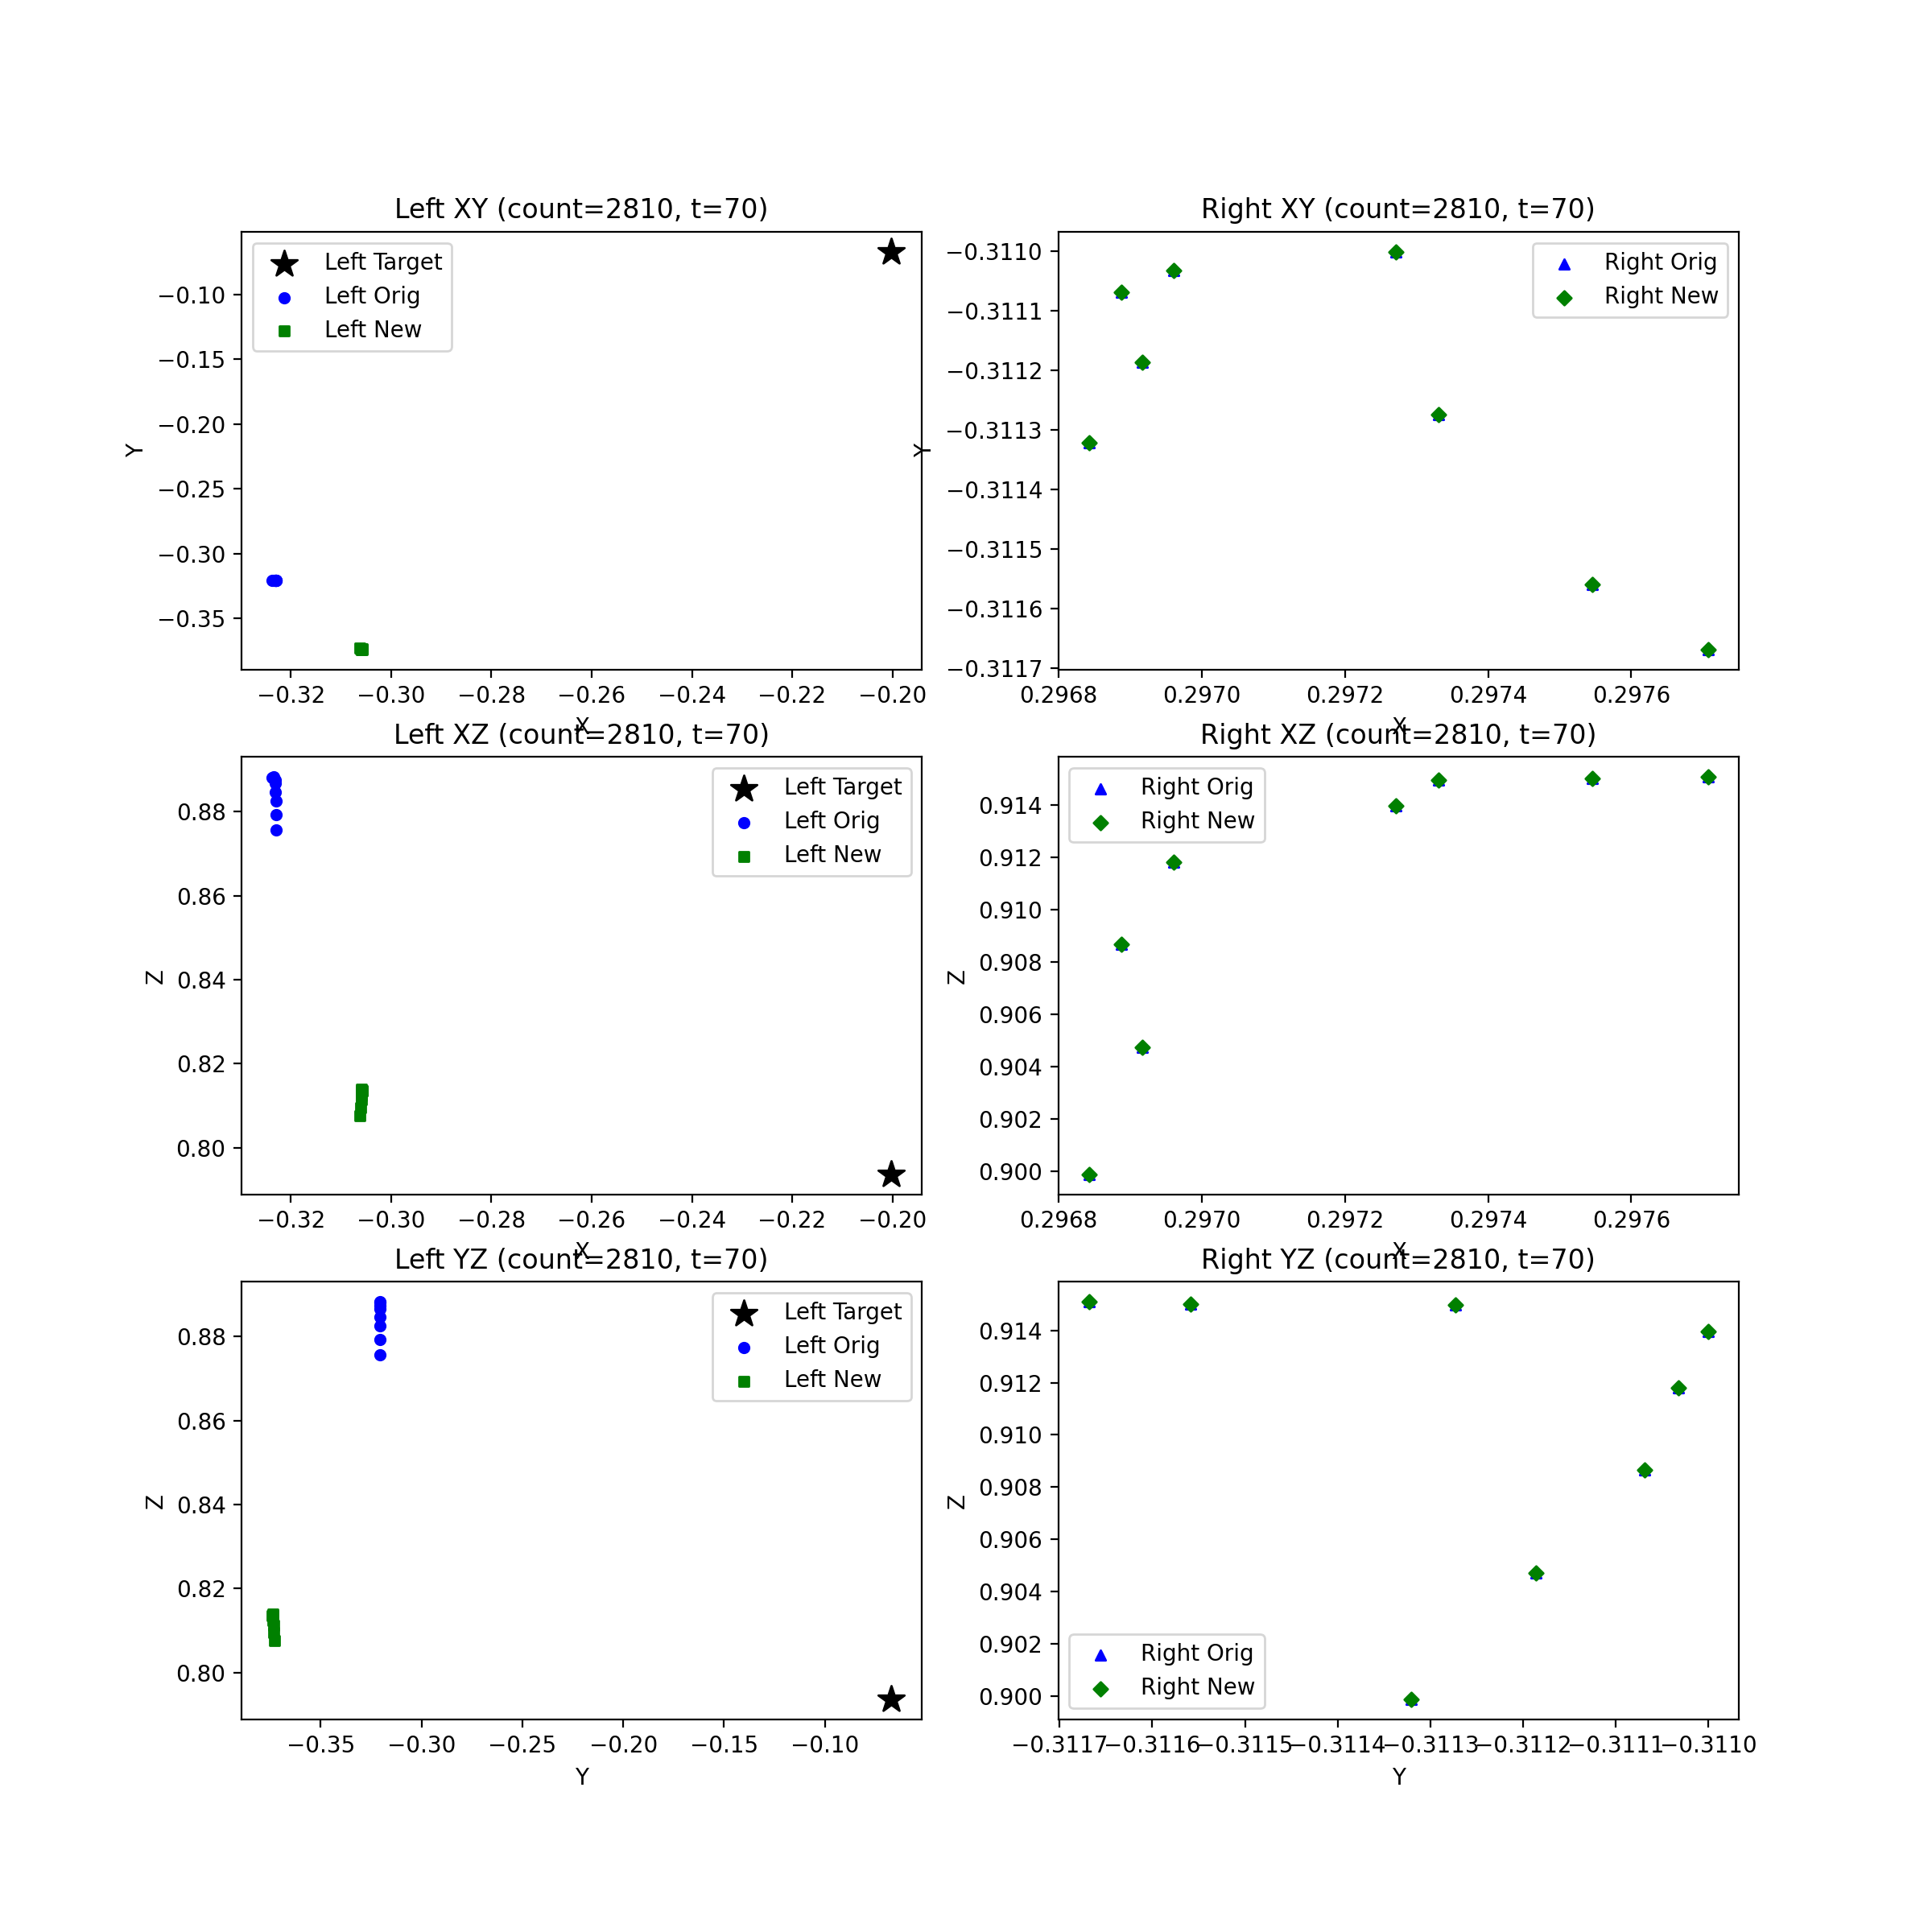 Left XY (count=2810, t=70)
Left Target
Left Orig
Left New
−0.10
−0.15
−0.20
−0.25
−0.30
−0.35
Y
−0.32 −0.30 −0.28 −0.26 −0.24 −0.22 −0.20
X
Right XY (count=2810, t=70)
Right Orig
Right New
−0.3110
−0.3111
−0.3112
−0.3113
−0.3114
−0.3115
−0.3116
−0.3117
Y
0.2968 0.2970 0.2972 0.2974 0.2976
X
Left XZ (count=2810, t=70)
Left Target
Left Orig
Left New
0.88
0.86
0.84
0.82
0.80
Z
−0.32 −0.30 −0.28 −0.26 −0.24 −0.22 −0.20
X
Right XZ (count=2810, t=70)
Right Orig
Right New
0.914
0.912
0.910
0.908
0.906
0.904
0.902
0.900
Z
0.2968 0.2970 0.2972 0.2974 0.2976
X
Left YZ (count=2810, t=70)
Left Target
Left Orig
Left New
0.88
0.86
0.84
0.82
0.80
Z
−0.35 −0.30 −0.25 −0.20 −0.15 −0.10
Y
Right YZ (count=2810, t=70)
0.914
0.912
0.910
0.908
0.906
0.904
0.902
0.900
Z
Right Orig
Right New
−0.3117 −0.3116 −0.3115 −0.3114 −0.3113 −0.3112 −0.3111 −0.3110
Y